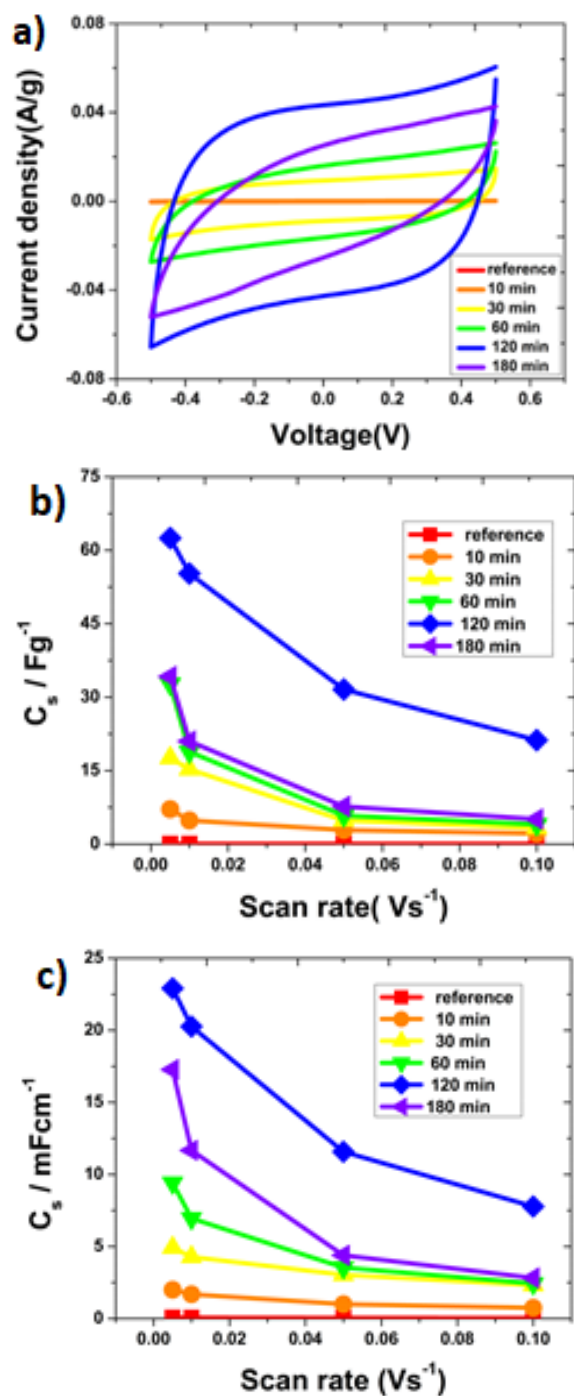 a)
0.08
0.04
0.00
-0.04
-0.08
Current density(A/g)
reference
10 min
30 min
60 min
120 min
180 min
-0.6 -0.4 -0.2 0.0 0.2 0.4 0.6
Voltage(V)
b)
75
60
45
30
15
0
Cs / Fg-1
reference
10 min
30 min
60 min
120 min
180 min
0.00 0.02 0.04 0.06 0.08 0.10
Scan rate( Vs-1)
c)
25
20
15
10
5
0
Cs / mFcm-1
reference
10 min
30 min
60 min
120 min
180 min
0.00 0.02 0.04 0.06 0.08 0.10
Scan rate (Vs-1)